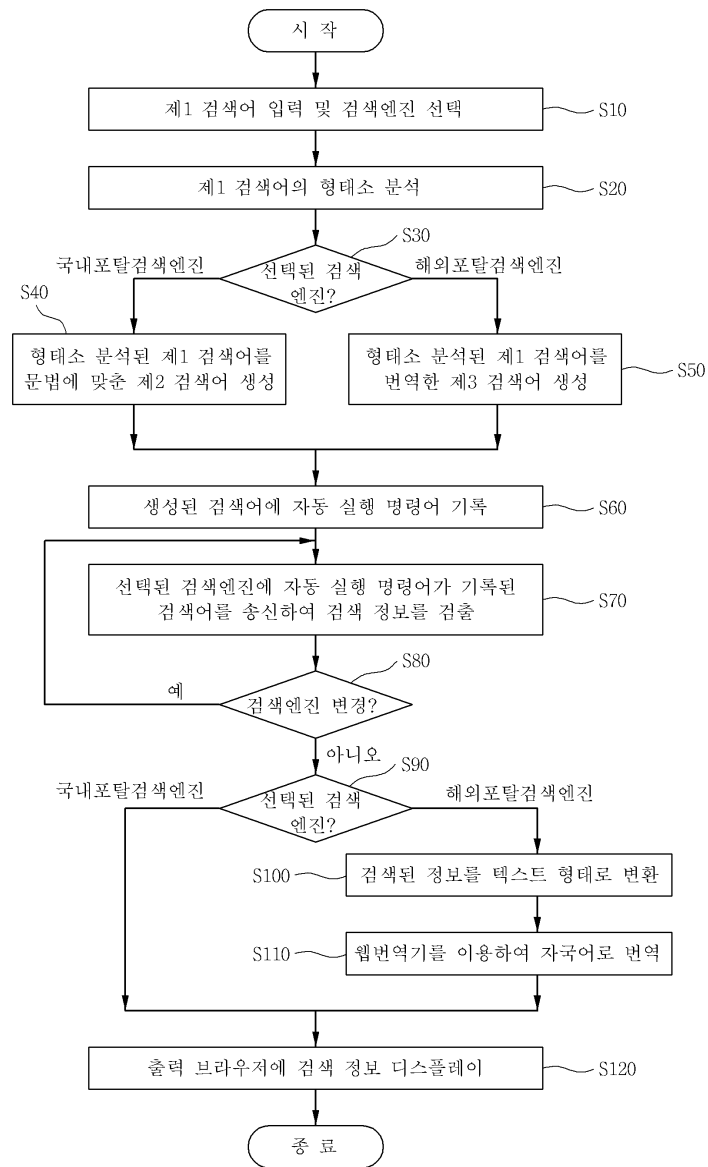 시 작
제1 검색어 입력 및 검색엔진 선택
S10
제1 검색어의 형태소 분석
S20
S30
국내포탈검색엔진
해외포탈검색엔진
선택된 검색
엔진?
S40
형태소 분석된 제1 검색어를
문법에 맞춘 제2 검색어 생성
형태소 분석된 제1 검색어를
번역한 제3 검색어 생성
S50
생성된 검색어에 자동 실행 명령어 기록
S60
선택된 검색엔진에 자동 실행 명령어가 기록된
검색어를 송신하여 검색 정보를 검출
S70
S80
예
검색엔진 변경?
아니오
S90
국내포탈검색엔진
해외포탈검색엔진
선택된 검색
엔진?
S100
검색된 정보를 텍스트 형태로 변환
S110
웹번역기를 이용하여 자국어로 번역
출력 브라우저에 검색 정보 디스플레이
S120
종 료